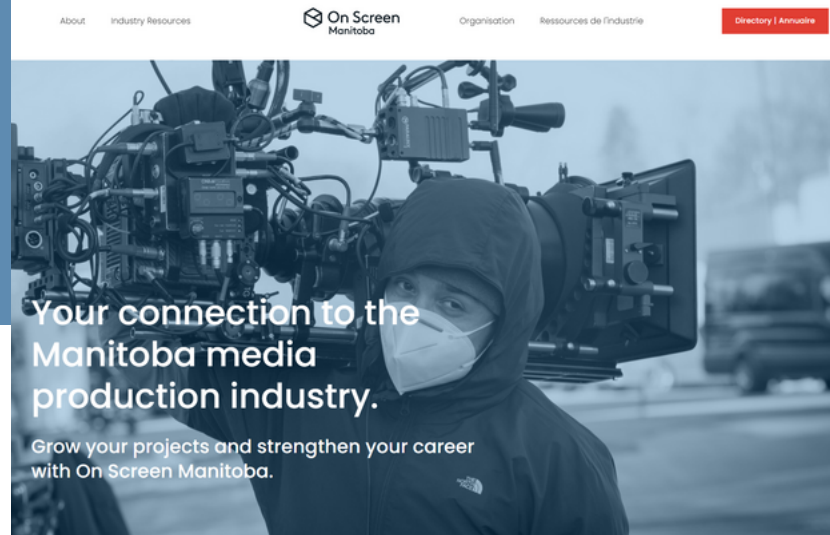 About
Industry Resources
On Screen
Manitoba
Organisation
Ressources de l'industrie
Directory | Annuaire
Your connection to the
Manitoba media
production industry.
Grow your projects and strengthen your career
with On Screen Manitoba.
THE
NORTH
FACE